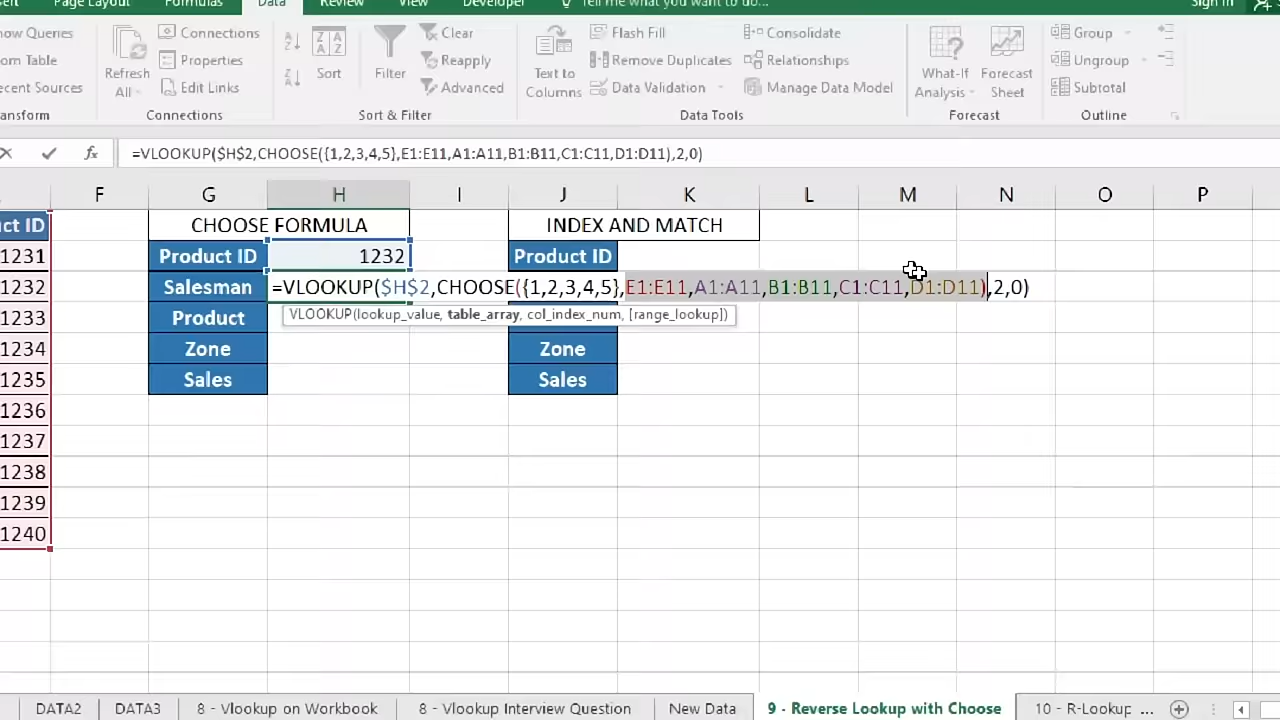 Page Layout Formulas Data Review View Developer Tell me what you want to do... Sign in
Queries
Connections
Clear
Flash Fill
Consolidate
Group
Table
Properties
Reapply
Remove Duplicates
Relationships
Ungroup
Recent Sources
Refresh All
Edit Links
A Z
Z A
Z A A Z
Sort
Filter
Advanced
Text to Columns
Data Validation
Manage Data Model
What-If Analysis
Forecast Sheet
Subtotal
Connections
Sort & Filter
Data Tools
Forecast
Outline
fx =VLOOKUP($H$2,CHOOSE({1,2,3,4,5},E1:E11,A1:A11,B1:B11,C1:C11,D1:D11),2,0)
F G H I J K L M N O P
ID CHOOSE FORMULA INDEX AND MATCH
1231 Product ID 1232 Product ID
1232 Salesman =VLOOKUP($H$2,CHOOSE({1,2,3,4,5},E1:E11,A1:A11,B1:B11,C1:C11,D1:D11),2,0)
1233 Product VLOOKUP(lookup_value, table_array, col_index_num, [range_lookup])
1234 Zone Zone
1235 Sales Sales
1236
1237
1238
1239
1240
DATA2 DATA3 8 - Vlookup on Workbook 8 - Vlookup Interview Question New Data 9 - Reverse Lookup with Choose 10 - R-Lookup ...